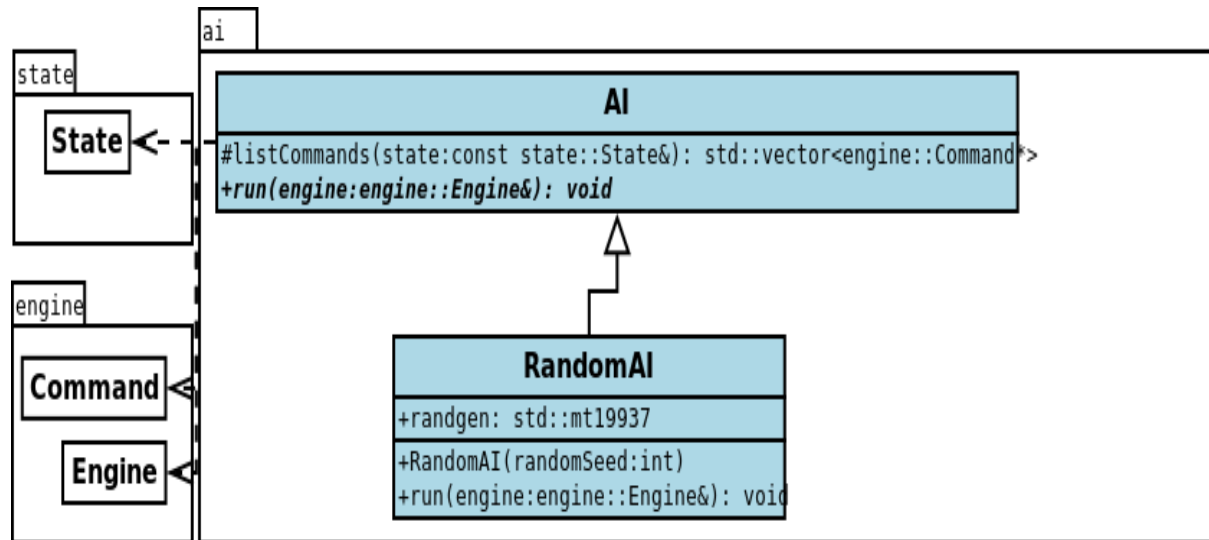 ai
state
State
AI
#listCommands(state:const state::State&): std::vector<engine::Command*>
+run(engine:engine::Engine&): void
engine
Command
Engine
RandomAI
+randgen: std::mt19937
+RandomAI(randomSeed:int)
+run(engine:engine::Engine&): void